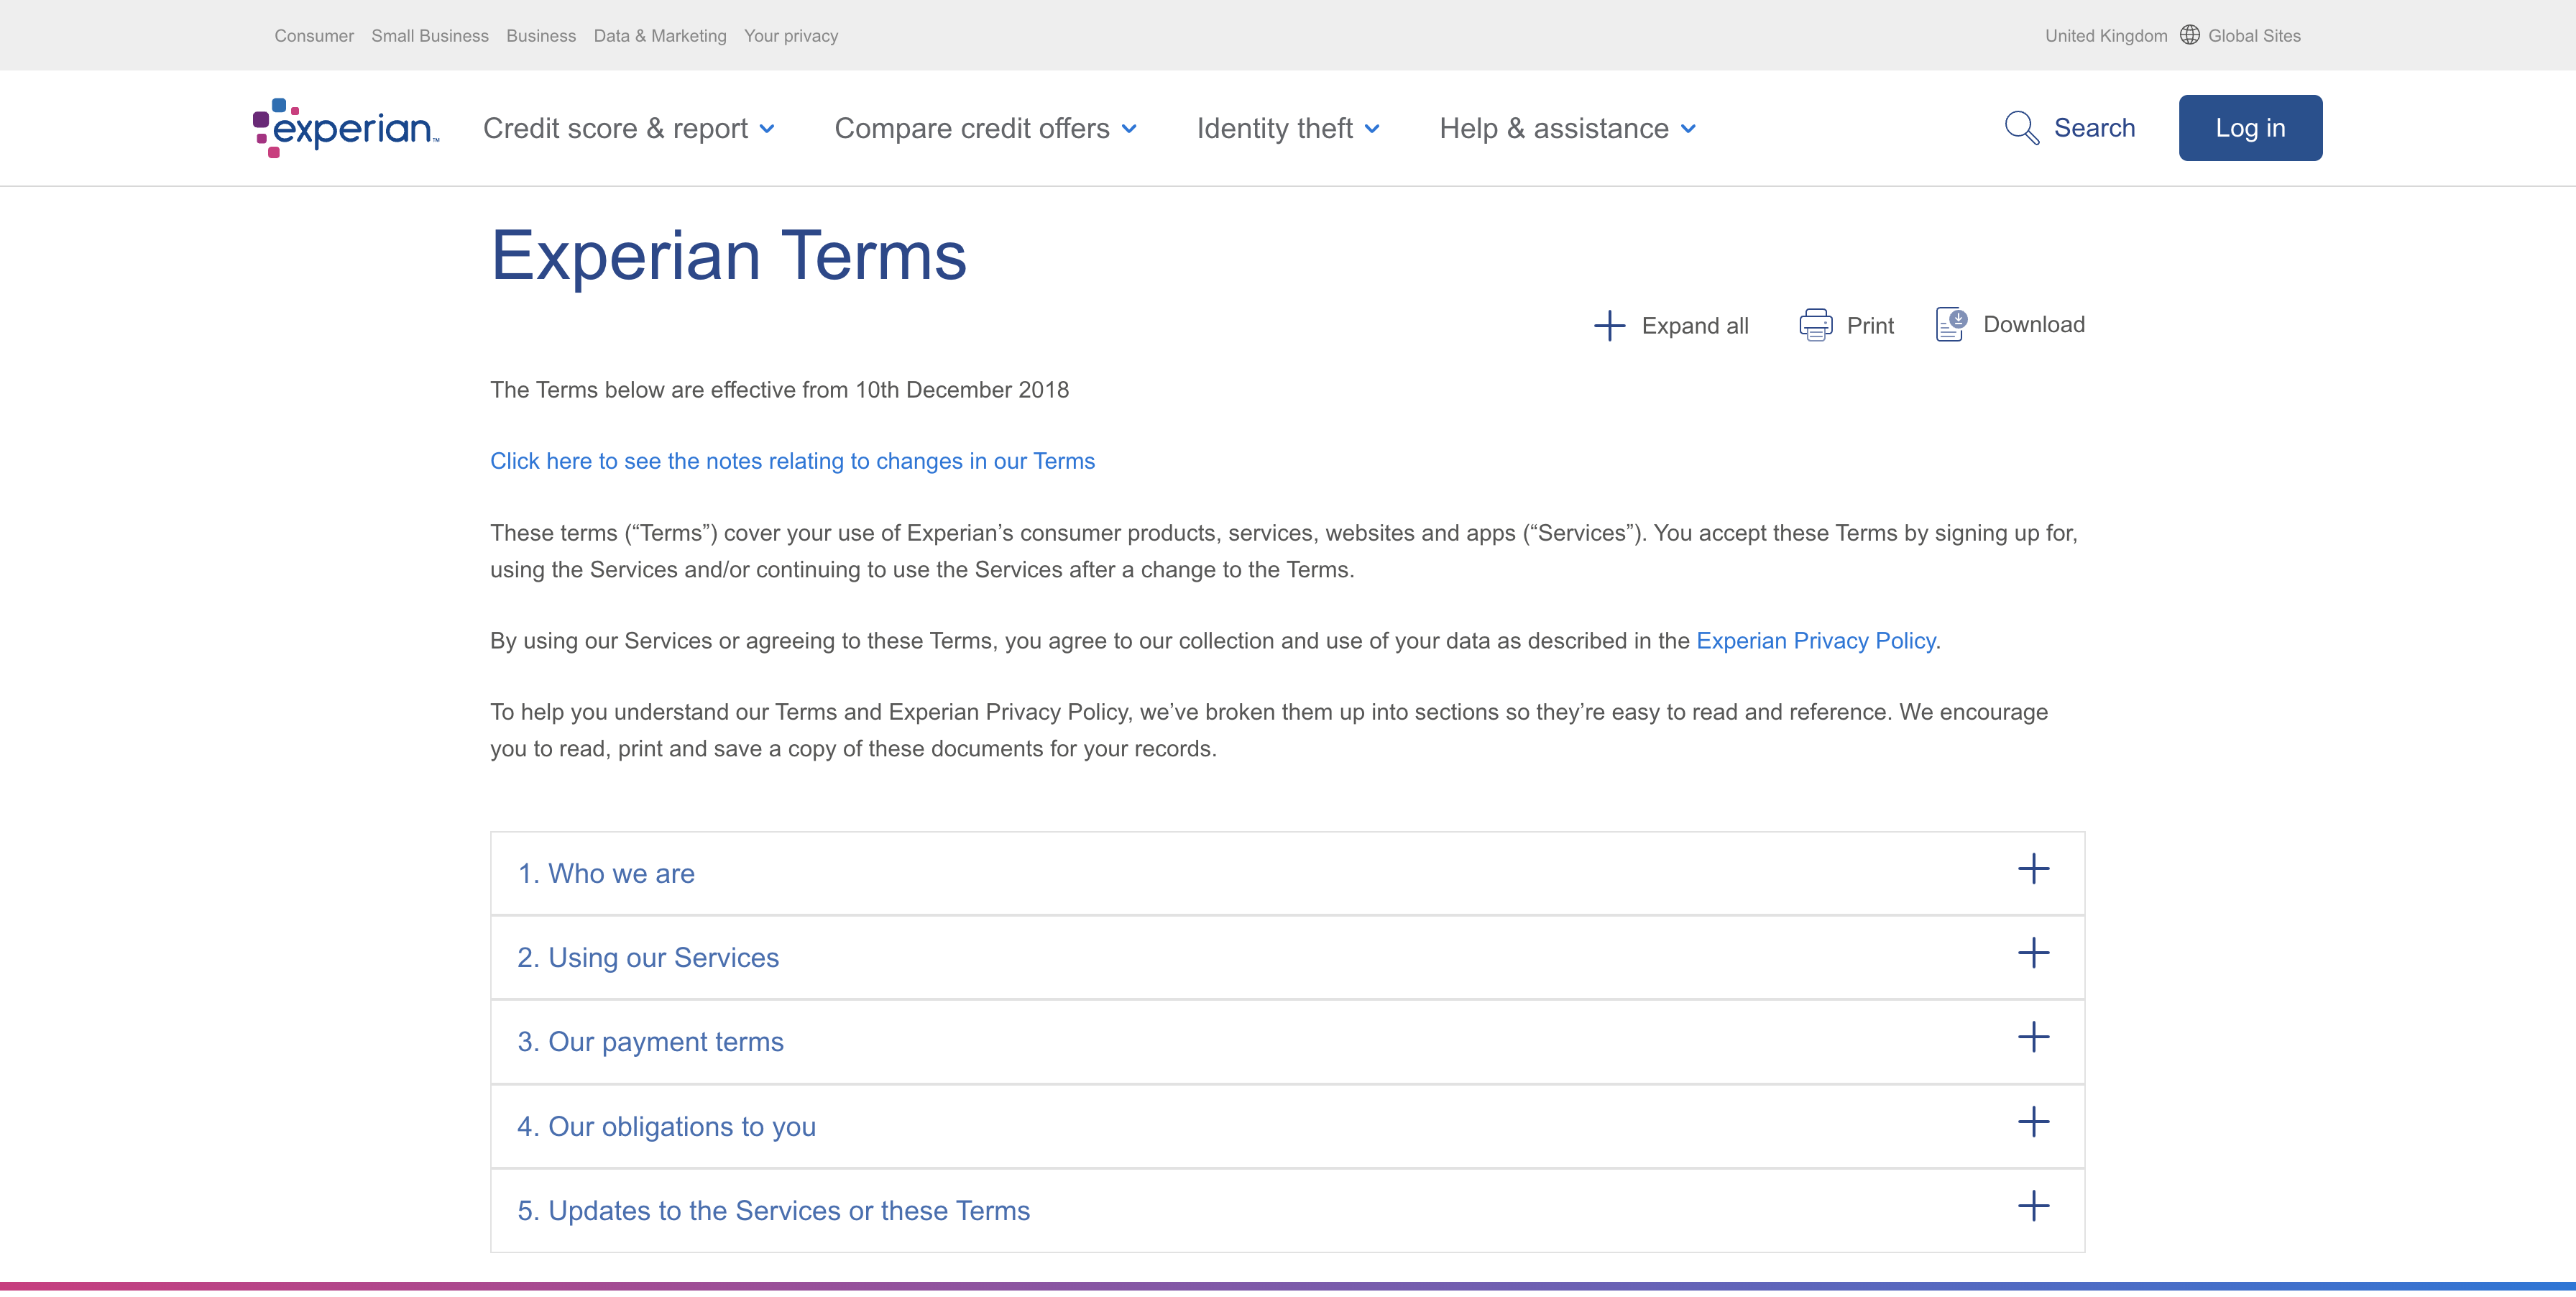 Consumer Small Business Business Data & Marketing Your privacy United Kingdom Global Sites
experian™ Credit score & report Compare credit offers Identity theft Help & assistance Search Log in
Experian Terms
Expand all Print Download
The Terms below are effective from 10th December 2018
Click here to see the notes relating to changes in our Terms
These terms (“Terms”) cover your use of Experian’s consumer products, services, websites and apps (“Services”). You accept these Terms by signing up for,
using the Services and/or continuing to use the Services after a change to the Terms.
By using our Services or agreeing to these Terms, you agree to our collection and use of your data as described in the Experian Privacy Policy.
To help you understand our Terms and Experian Privacy Policy, we’ve broken them up into sections so they’re easy to read and reference. We encourage
you to read, print and save a copy of these documents for your records.
1. Who we are
2. Using our Services
3. Our payment terms
4. Our obligations to you
5. Updates to the Services or these Terms